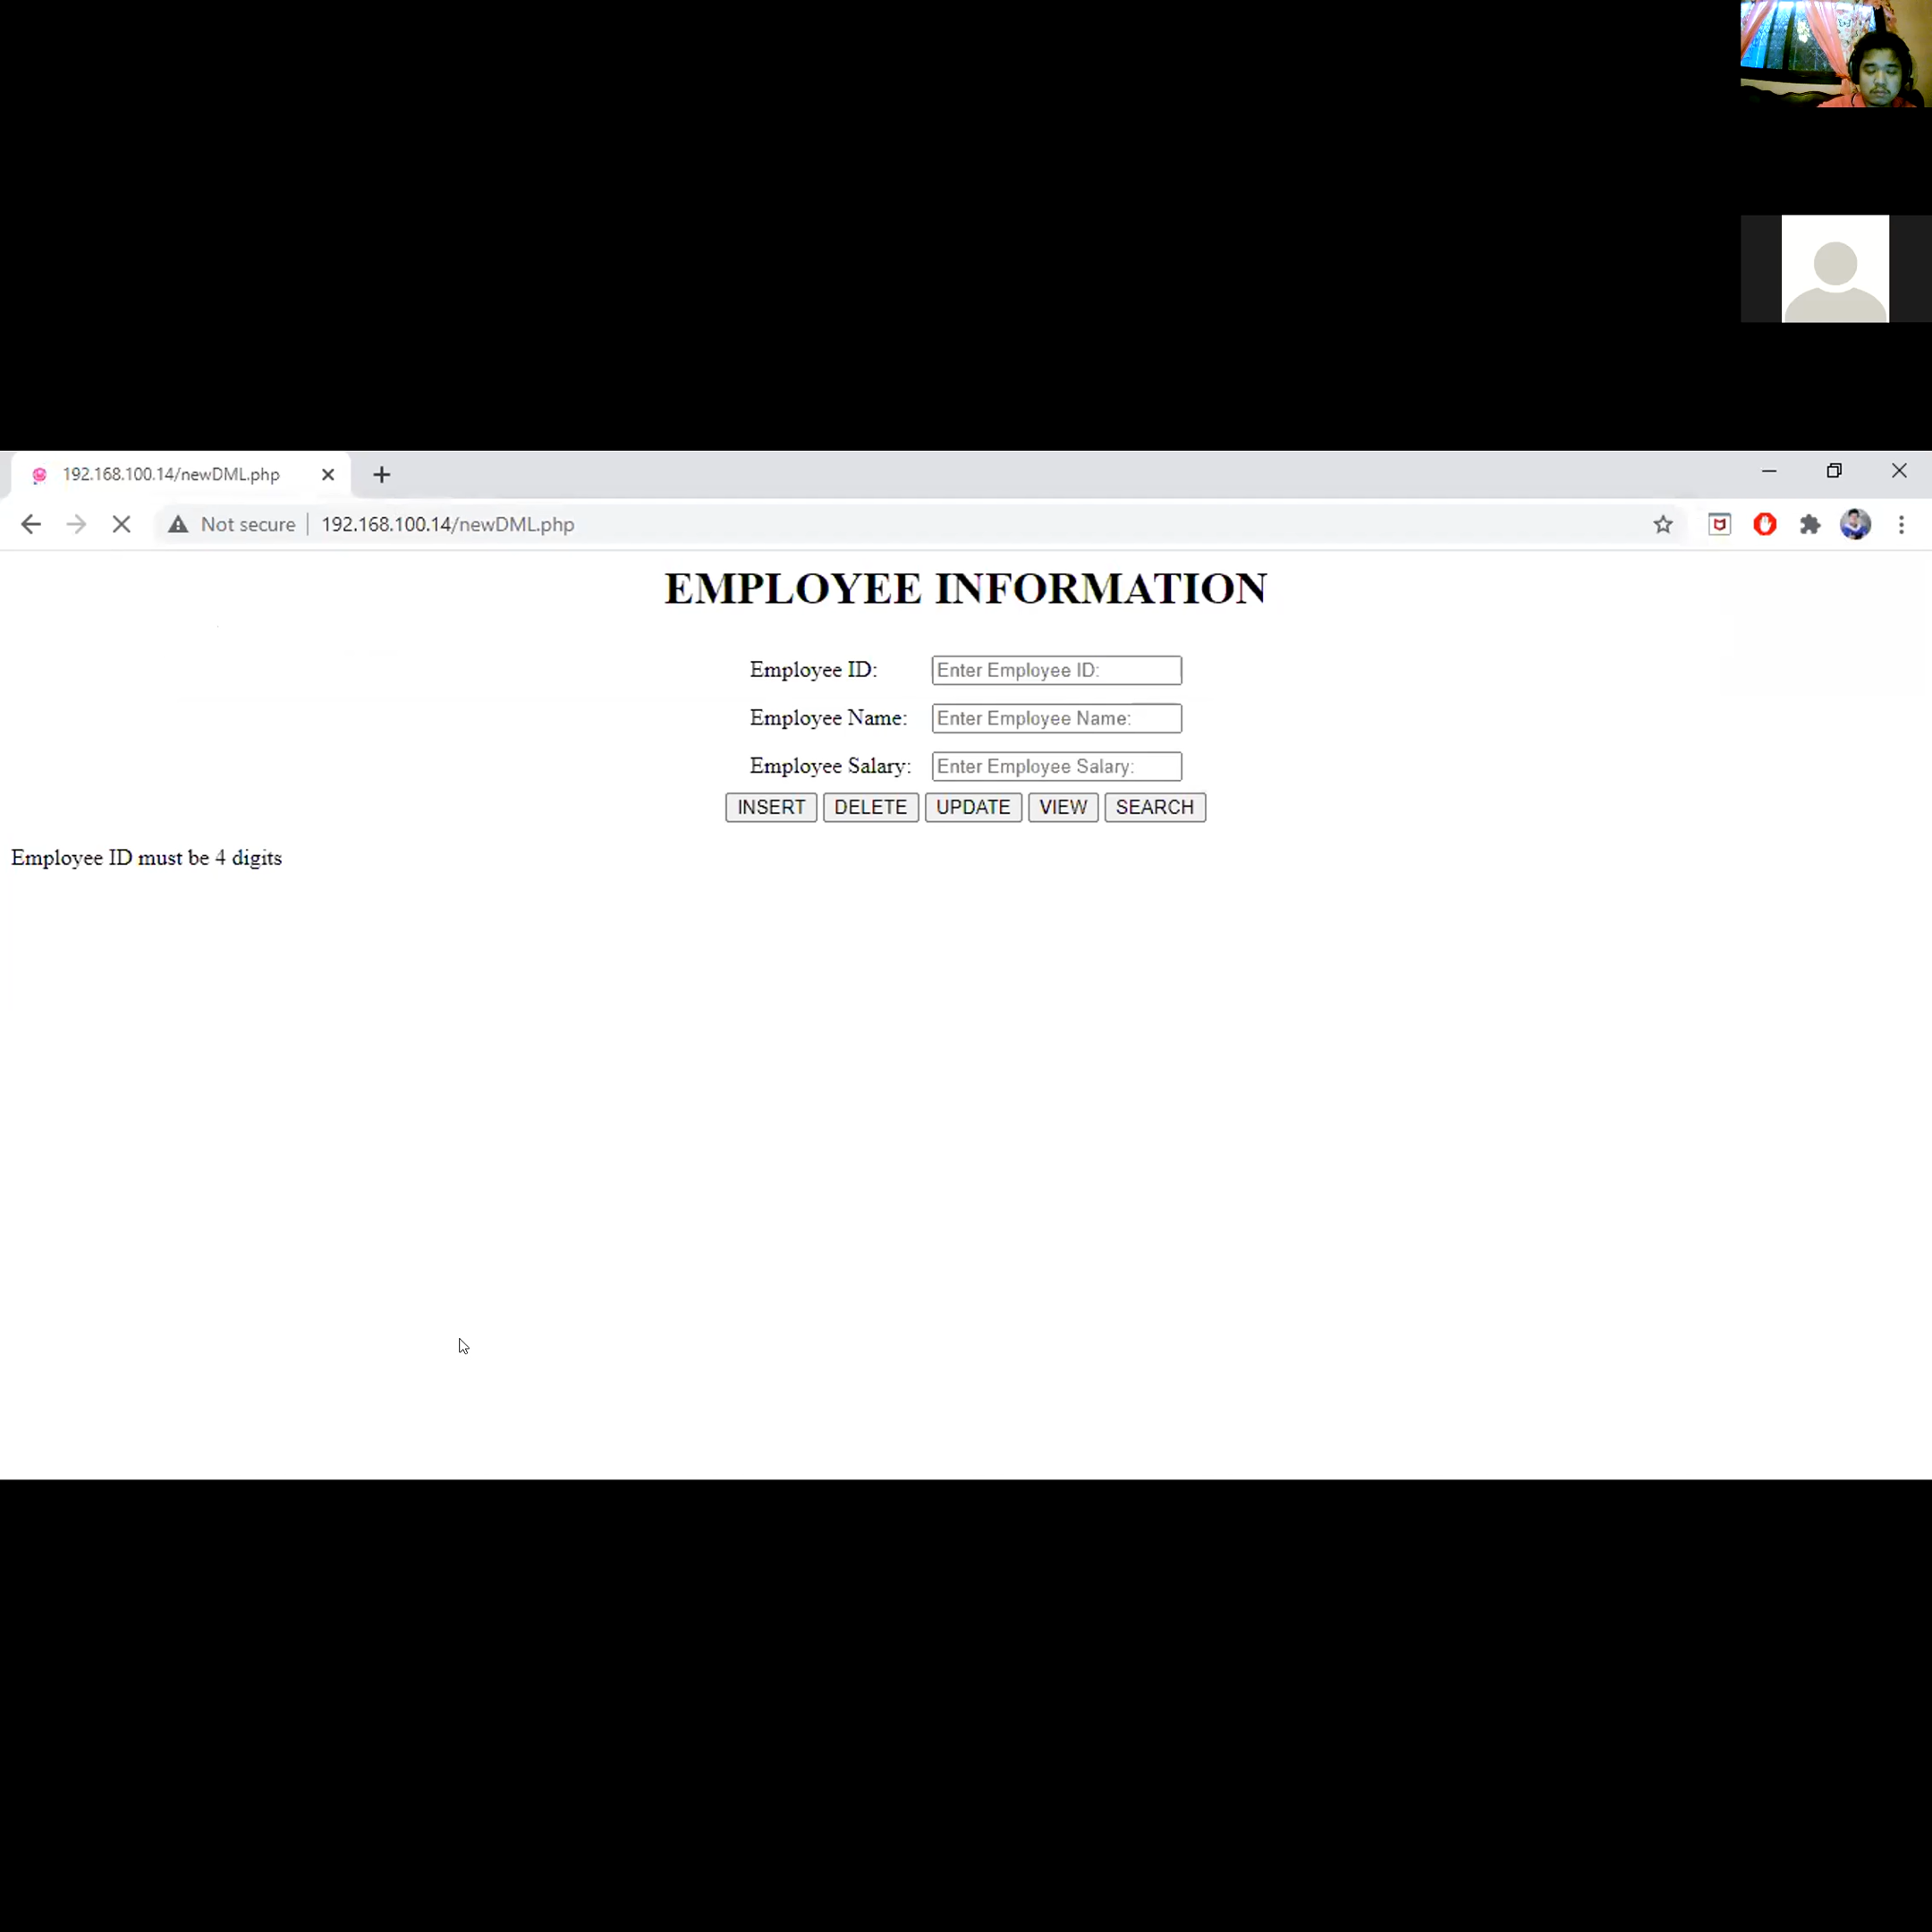 192.168.100.14/newDML.php
Not secure 192.168.100.14/newDML.php
EMPLOYEE INFORMATION
Employee ID: Enter Employee ID:
Employee Name: Enter Employee Name:
Employee Salary: Enter Employee Salary:
INSERT DELETE UPDATE VIEW SEARCH
Employee ID must be 4 digits